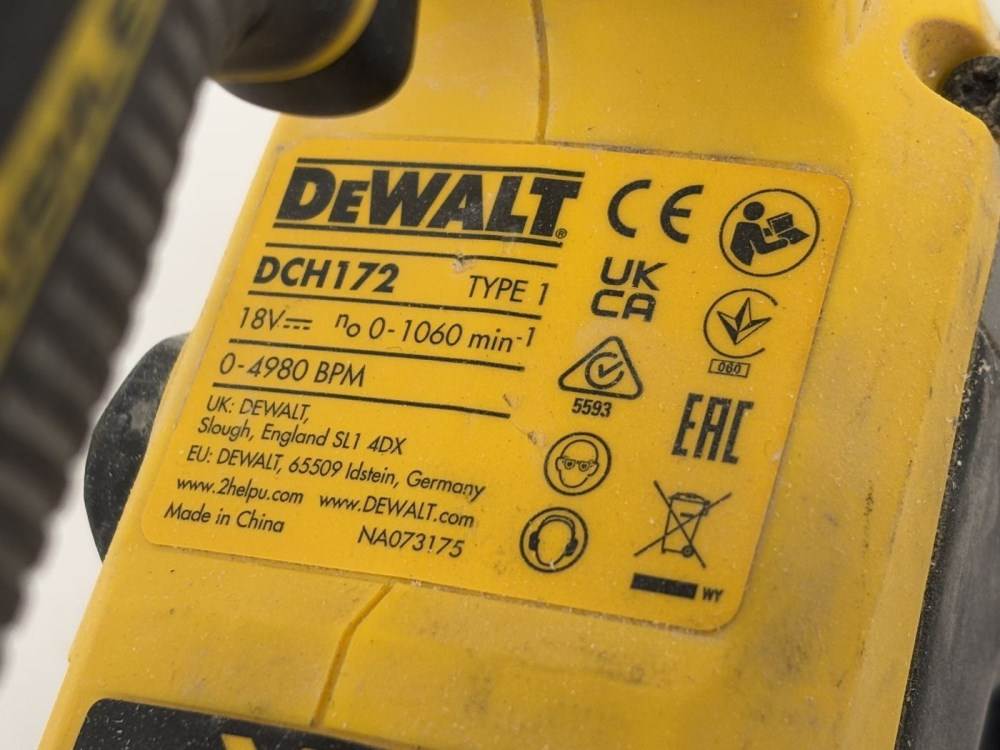 DEWALT®
DCH172 TYPE 1
18V n₀ 0-1060 min⁻¹
0-4980 BPM
UK: DEWALT,
Slough, England SL1 4DX
EU: DEWALT, 65509 Idstein, Germany
www.2helpu.com www.DEWALT.com
Made in China NA073175
CE
UK
CA
060
5593
EAC
WY